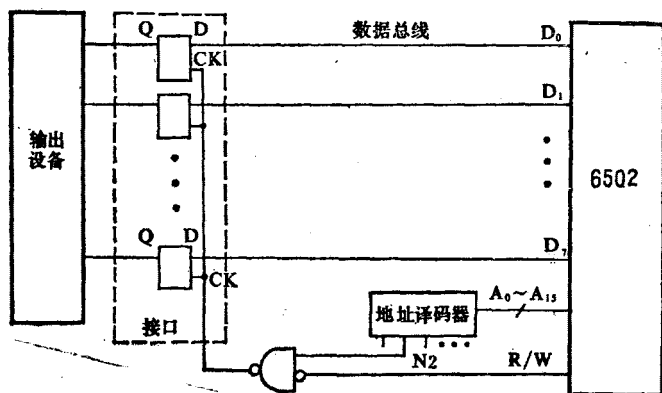 Q D 数据总线 D₀
CK
D₁
输出
设备
6502
Q D D₇
CK
A₀～A₁₅
地址译码器
接口
N2
R/W